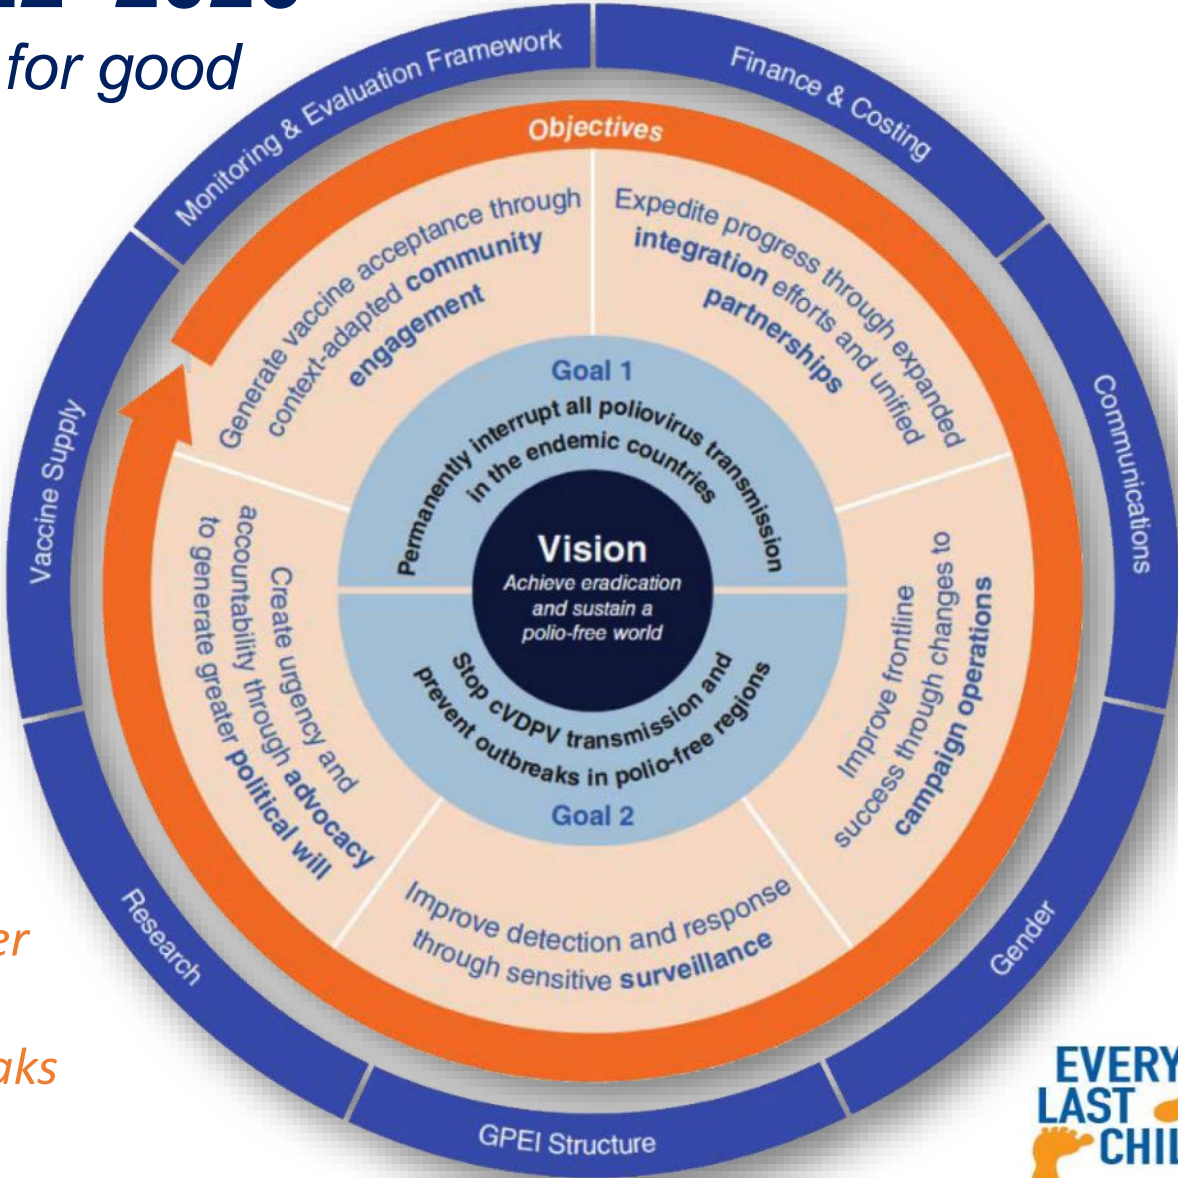 for good
Monitoring & Evaluation Framework
Finance & Costing
Communications
Gender
GPEI Structure
Research
Vaccine Supply
Objectives
Generate vaccine acceptance through
context-adapted community
engagement
Expedite progress through expanded
integration efforts and unified
partnerships
Improve frontline
success through changes to
campaign operations
Improve detection and response
through sensitive surveillance
Create urgency and
accountability through advocacy
to generate greater political will
Goal 1
Permanently interrupt all poliovirus transmission
in the endemic countries
Vision
Achieve eradication
and sustain a
polio-free world
Stop cVDPV transmission and
prevent outbreaks in polio-free regions
Goal 2
er
aks
EVERY
LAST
CHIL